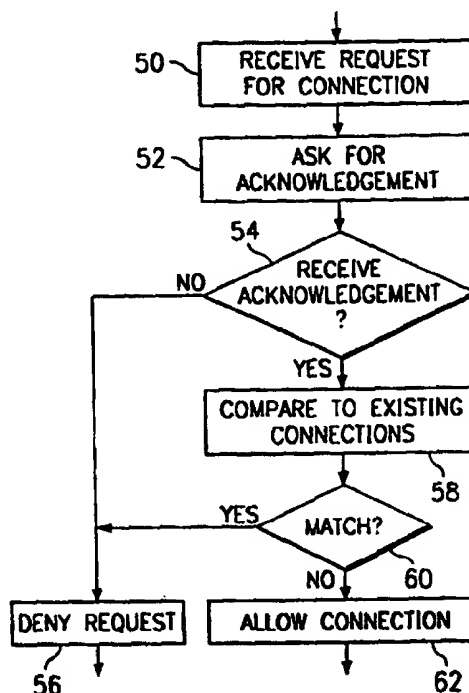 50
RECEIVE REQUEST
FOR CONNECTION
52
ASK FOR
ACKNOWLEDGEMENT
54
NO
RECEIVE
ACKNOWLEDGEMENT
?
YES
COMPARE TO EXISTING
CONNECTIONS
58
YES
MATCH?
NO
60
DENY REQUEST
ALLOW CONNECTION
56
62